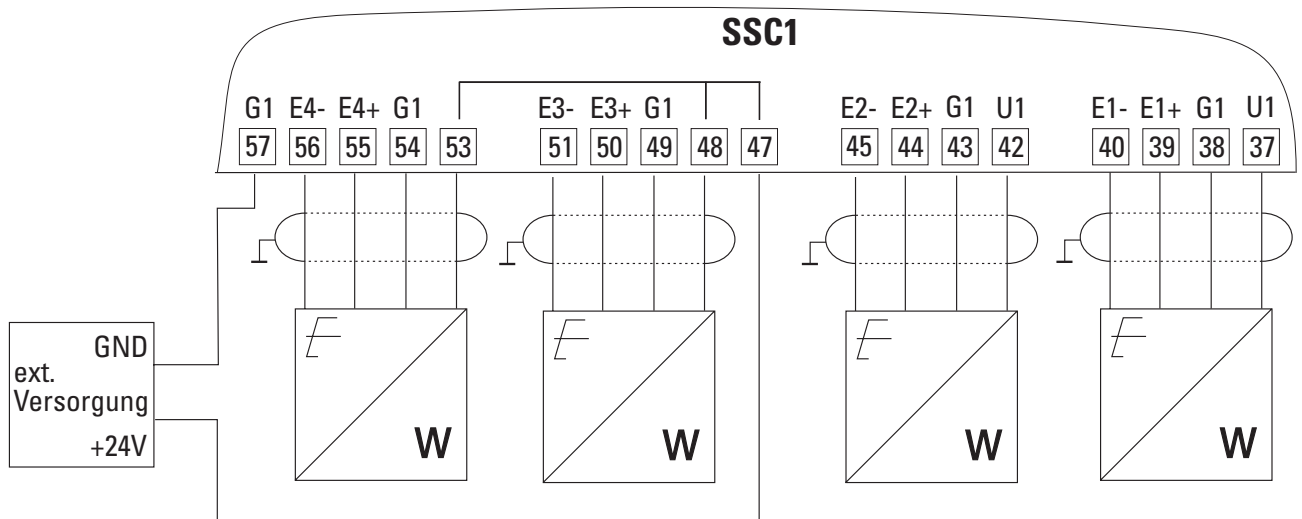 SSC1
G1 E4- E4+ G1 E3- E3+ G1 E2- E2+ G1 U1 E1- E1+ G1 U1
57 56 55 54 53 51 50 49 48 47 45 44 43 42 40 39 38 37
GND
ext.
Versorgung
+24V
W W W W